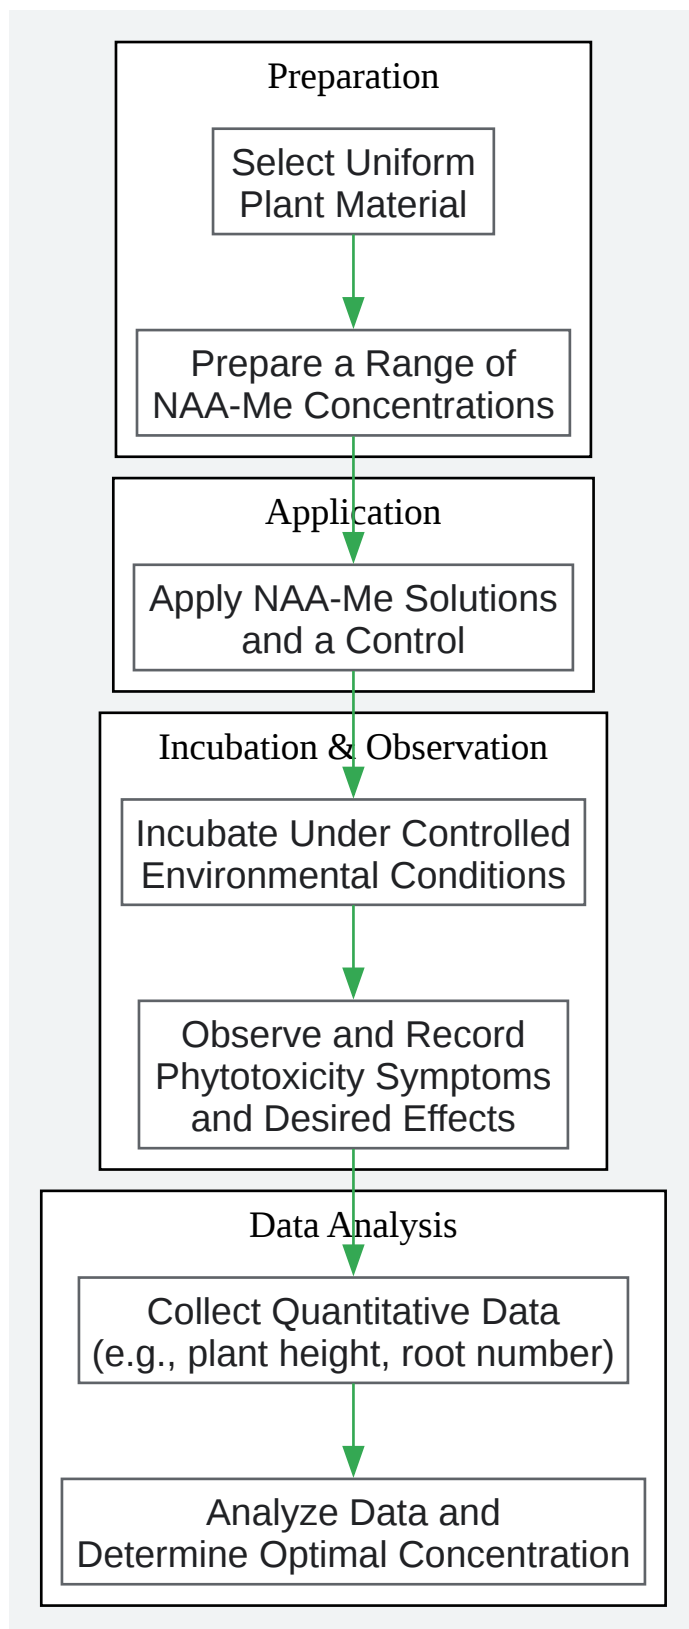 Preparation
Select Uniform
Plant Material
Prepare a Range of
NAA-Me Concentrations
Application
Apply NAA-Me Solutions
and a Control
Incubation & Observation
Incubate Under Controlled
Environmental Conditions
Observe and Record
Phytotoxicity Symptoms
and Desired Effects
Data Analysis
Collect Quantitative Data
(e.g., plant height, root number)
Analyze Data and
Determine Optimal Concentration